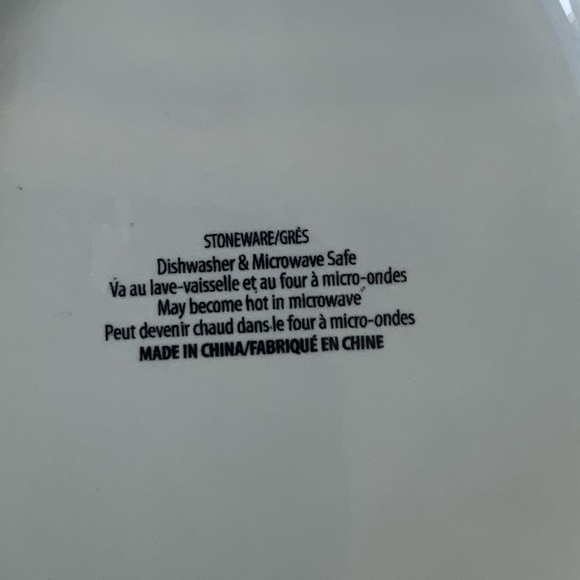 STONEWARE/GRÈS
Dishwasher & Microwave Safe
Va au lave-vaisselle et au four à micro-ondes
May become hot in microwave
Peut devenir chaud dans le four à micro-ondes
MADE IN CHINA/FABRIQUÉ EN CHINE